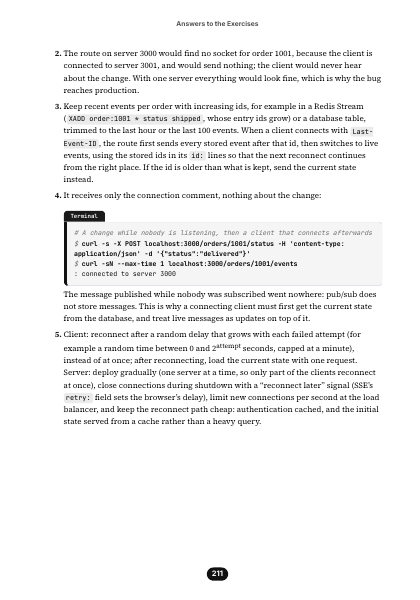 Answers to the Exercises
2. The route on server 3000 would find no socket for order 1001, because the client is
connected to server 3001, and would send nothing; the client would never hear
about the change. With one server everything would look fine, which is why the bug
reaches production.
3. Keep recent events per order with increasing ids, for example in a Redis Stream
( XADD order:1001 * status shipped, whose entry ids grow) or a database table,
trimmed to the last hour or the last 100 events. When a client connects with Last-
Event-ID, the route first sends every stored event after that id, then switches to live
events, using the stored ids in its id: lines so that the next reconnect continues
from the right place. If the id is older than what is kept, send the current state
instead.
4. It receives only the connection comment, nothing about the change:
Terminal
# A change while nobody is listening, then a client that connects afterwards
$ curl -s -X POST localhost:3000/orders/1001/status -H 'content-type:
application/json' -d '{"status":"delivered"}'
$ curl -sN --max-time 1 localhost:3000/orders/1001/events
: connected to server 3000
The message published while nobody was subscribed went nowhere: pub/sub does
not store messages. This is why a connecting client must first get the current state
from the database, and treat live messages as updates on top of it.
5. Client: reconnect after a random delay that grows with each failed attempt (for
example a random time between 0 and 2^attempt seconds, capped at a minute),
instead of at once; after reconnecting, load the current state with one request.
Server: deploy gradually (one server at a time, so only part of the clients reconnect
at once), close connections during shutdown with a “reconnect later” signal (SSE’s
retry: field sets the browser’s delay), limit new connections per second at the load
balancer, and keep the reconnect path cheap: authentication cached, and the initial
state served from a cache rather than a heavy query.
211